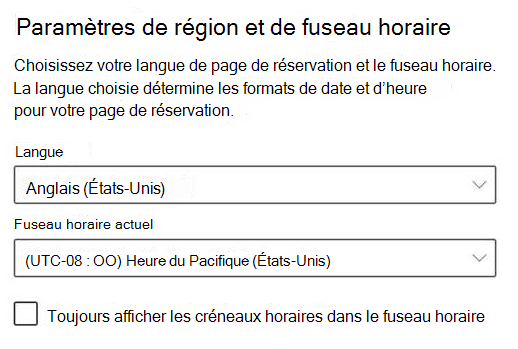 Paramètres de région et de fuseau horaire
Choisissez votre langue de page de réservation et le fuseau horaire.
La langue choisie détermine les formats de date et d'heure
pour votre page de réservation.
Langue
Anglais (États-Unis)
Fuseau horaire actuel
(UTC-08 : OO) Heure du Pacifique (États-Unis)
Toujours afficher les créneaux horaires dans le fuseau horaire